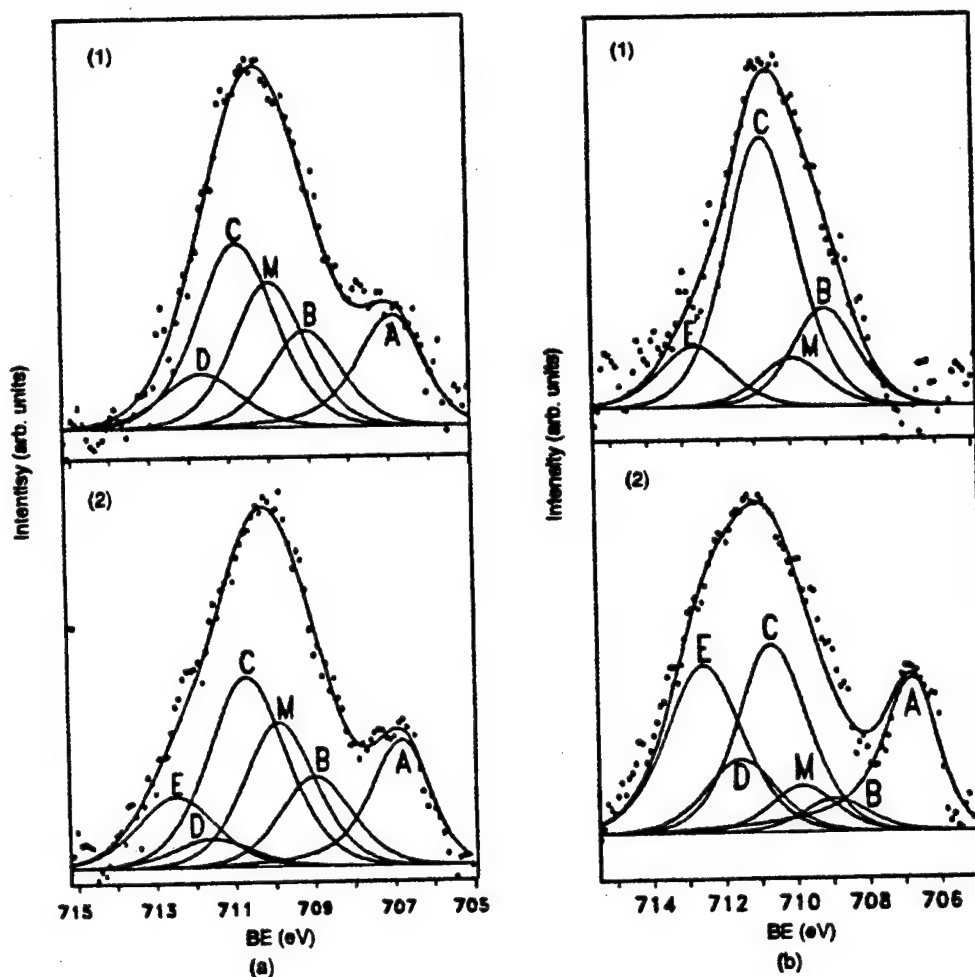 (1)
C
M
B
D
A
Intentisy (arb. units)
(2)
C
M
B
E
D
A
715
713
711
709
707
705
BE (eV)
(a)
(1)
C
B
E
M
Intensity (arb. units)
(2)
E
C
A
D
M
B
714
712
710
708
706
BE (eV)
(b)